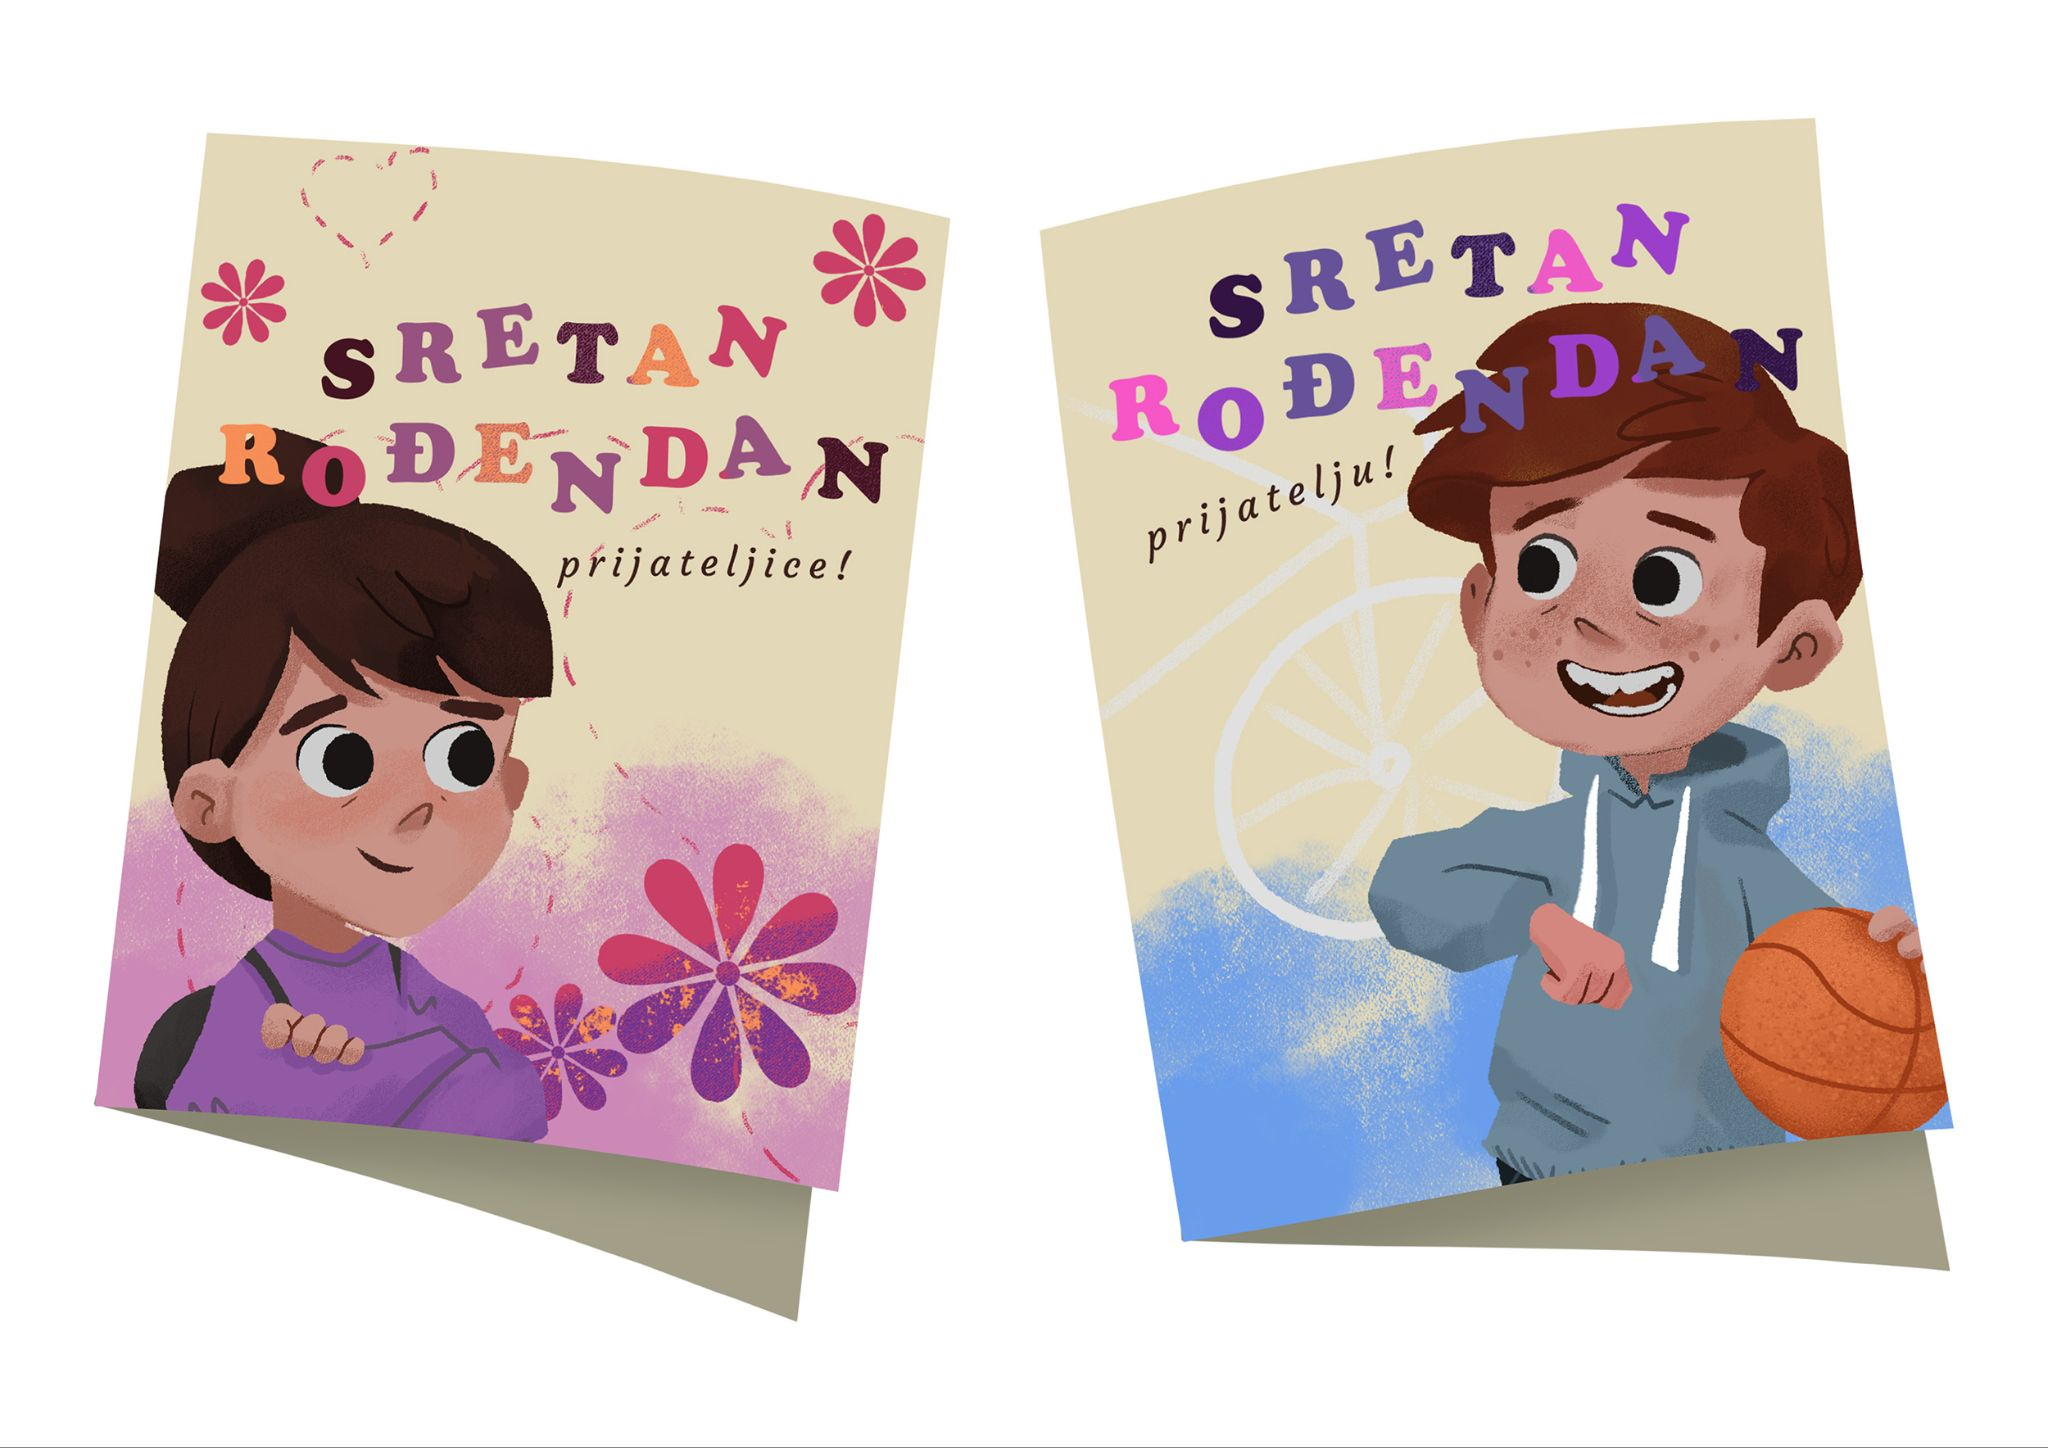 SRETAN
ROĐENDAN
prijateljice!
SRETAN
ROĐENDAN
prijatelju!